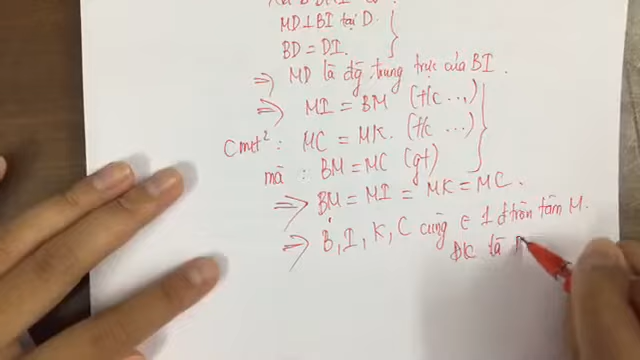 MD ⊥ BI tại D.
BD = DI.
=> MD là đg trung trực của BI.
=> MI = BM (t/c ...)
Cmt²: MC = MK. (t/c ...)
mà : BM = MC (gt)
=> BM = MI = MK = MC.
=> B, I, K, C cùng ∈ 1 đ tròn tâm M.
là